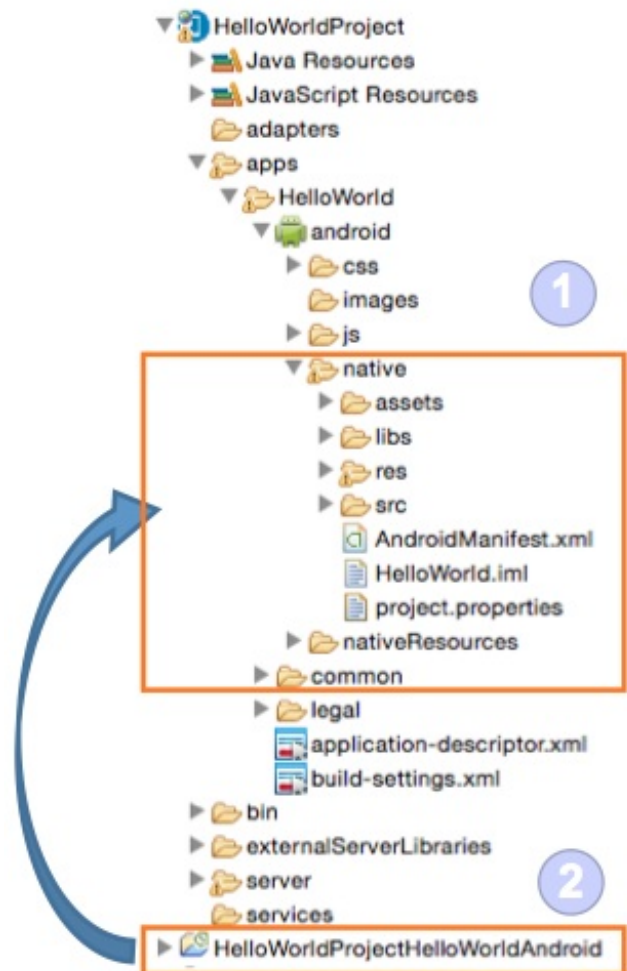 HelloWorldProject
Java Resources
JavaScript Resources
adapters
apps
HelloWorld
android
css
images
1
js
native
assets
libs
res
src
AndroidManifest.xml
HelloWorld.iml
project.properties
nativeResources
common
legal
application-descriptor.xml
build-settings.xml
bin
externalServerLibraries
server
2
services
HelloWorldProjectHelloWorldAndroid